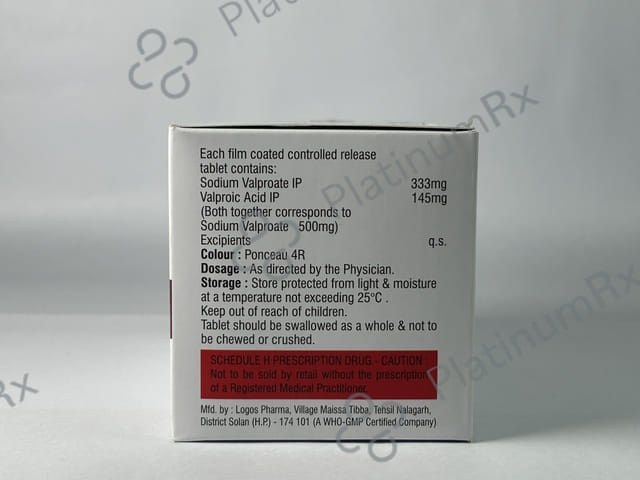 Each film coated controlled release
tablet contains:
Sodium Valproate IP 333mg
Valproic Acid IP 145mg
(Both together corresponds to
Sodium Valproate 500mg)
Excipients q.s.
Colour : Ponceau 4R
Dosage : As directed by the Physician.
Storage : Store protected from light & moisture
at a temperature not exceeding 25°C .
Keep out of reach of children.
Tablet should be swallowed as a whole & not to
be chewed or crushed.
SCHEDULE H PRESCRIPTION DRUG - CAUTION :
Not to be sold by retail without the prescription
of a Registered Medical Practitioner.
Mfd. by : Logos Pharma, Village Maissa Tibba, Tehsil Nalagarh,
District Solan (H.P.) - 174 101 (A WHO-GMP Certified Company)
Platinum
PlatinumRx
PlatinumRx
Rx